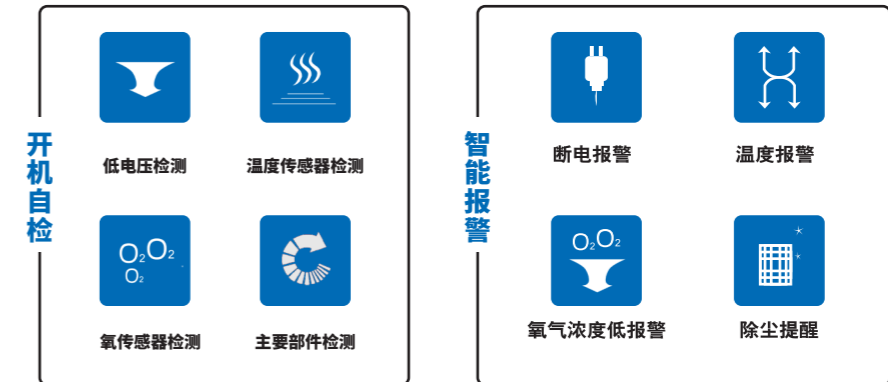 开机自检
低电压检测
温度传感器检测
O₂O₂
O₂
氧传感器检测
主要部件检测
智能报警
断电报警
温度报警
O₂O₂
氧气浓度低报警
除尘提醒